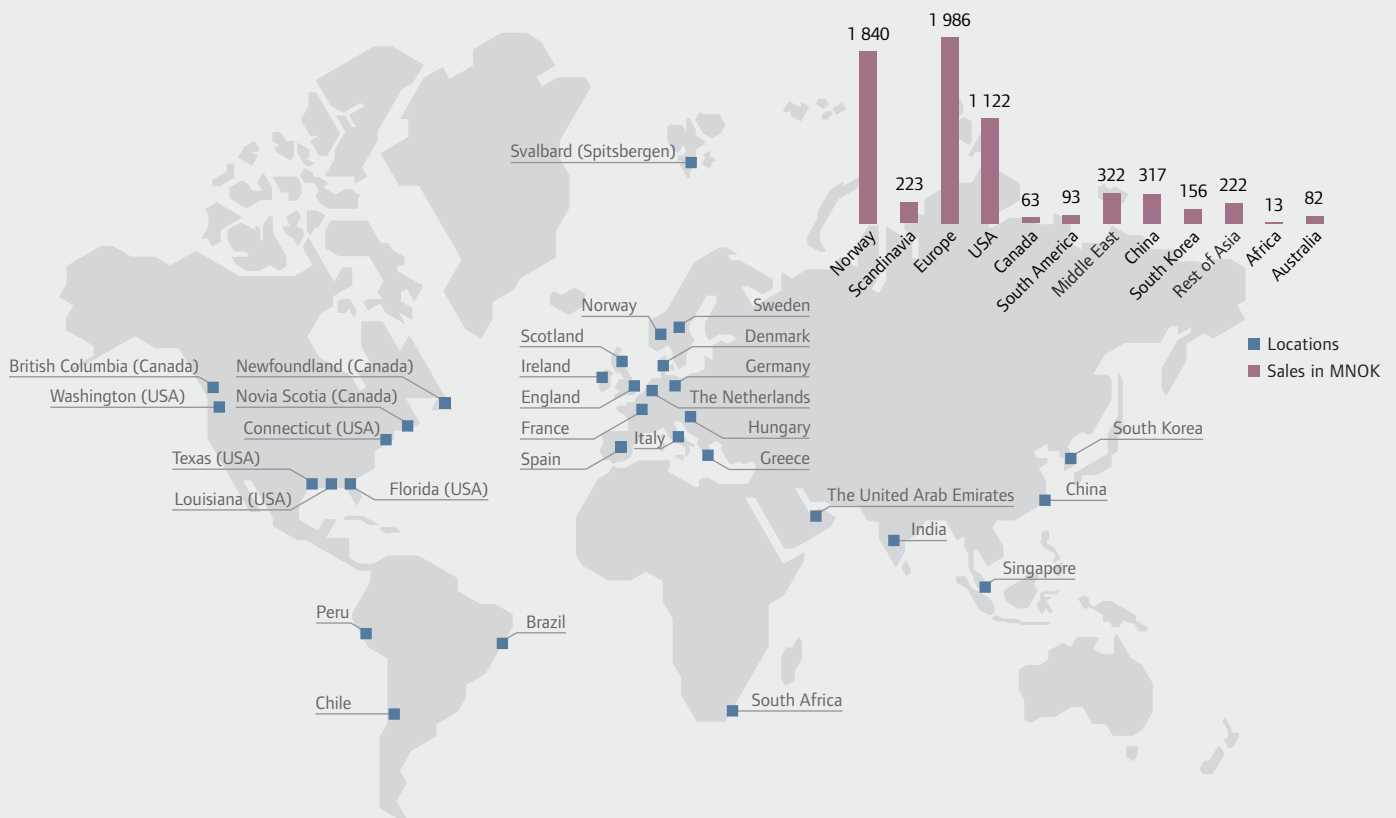 1 986
1 840
1 122
223
63
93
322
317
156
222
13
82
Norway
Scandinavia
Europe
USA
Canada
South America
Middle East
China
South Korea
Rest of Asia
Africa
Australia
Locations
Sales in MNOK
Svalbard (Spitsbergen)
Norway
Sweden
Scotland
Denmark
Ireland
Germany
England
The Netherlands
France
Italy
Hungary
Spain
Greece
British Columbia (Canada)
Newfoundland (Canada)
Washington (USA)
Novia Scotia (Canada)
Connecticut (USA)
Texas (USA)
Louisiana (USA)
Florida (USA)
South Korea
The United Arab Emirates
China
India
Singapore
Peru
Brazil
Chile
South Africa